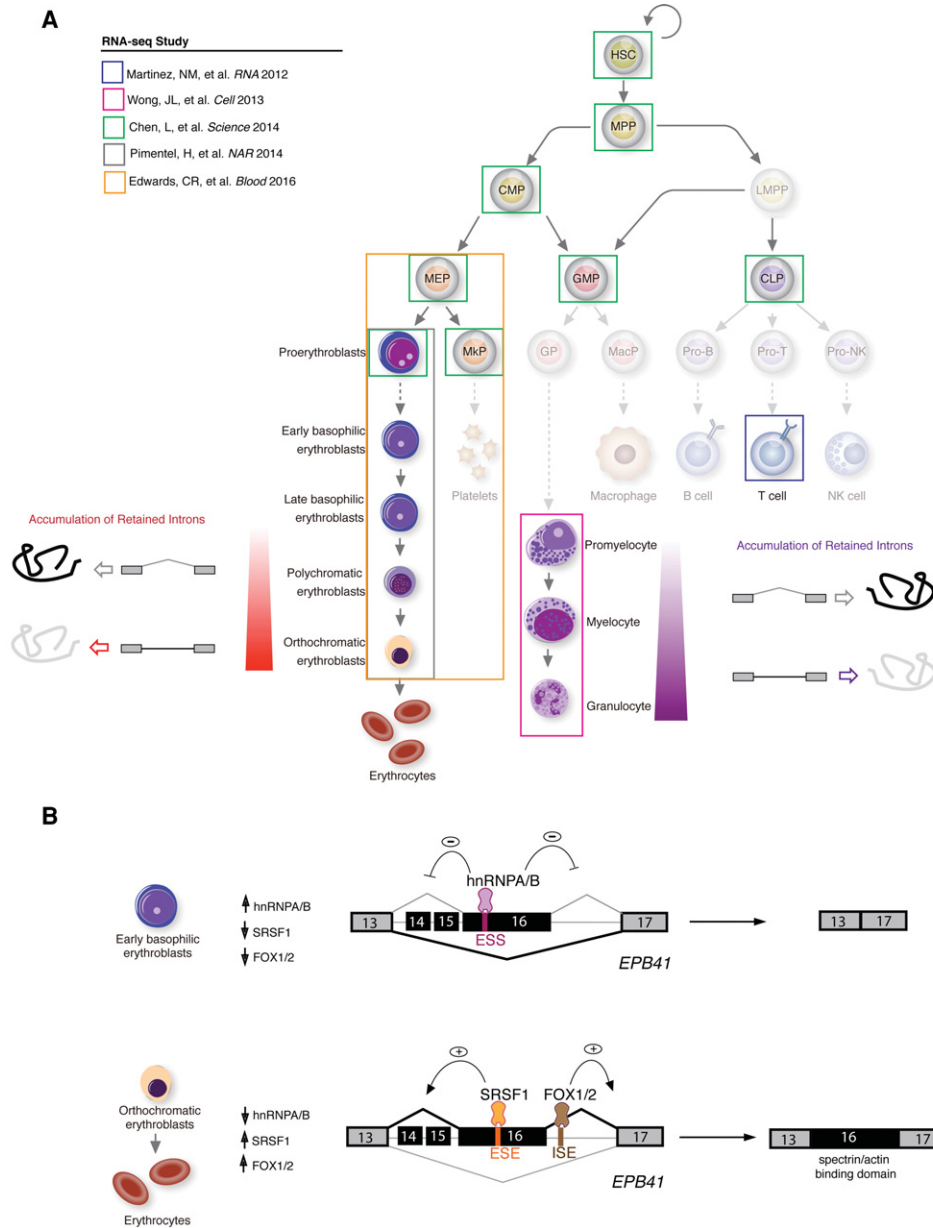 A
RNA-seq Study
Martinez, NM, et al. RNA 2012
Wong, JL, et al. Cell 2013
Chen, L, et al. Science 2014
Pimentel, H, et al. NAR 2014
Edwards, CR, et al. Blood 2016
HSC
MPP
CMP
LMPP
MEP
GMP
CLP
Proerythroblasts
MkP
GP
MacP
Pro-B
Pro-T
Pro-NK
Early basophilic
erythroblasts
Platelets
Macrophage
B cell
T cell
NK cell
Late basophilic
erythroblasts
Accumulation of Retained Introns
Promyelocyte
Accumulation of Retained Introns
Polychromatic
erythroblasts
Myelocyte
Orthochromatic
erythroblasts
Granulocyte
Erythrocytes
B
Early basophilic
erythroblasts
hnRNPA/B
SRSF1
FOX1/2
− −
hnRNPA/B
13 14 15 16 17
ESS
EPB41
13 17
Orthochromatic
erythroblasts
Erythrocytes
hnRNPA/B
SRSF1
FOX1/2
+ +
SRSF1 FOX1/2
13 14 15 16 17
ESE ISE
EPB41
13 16 17
spectrin/actin
binding domain